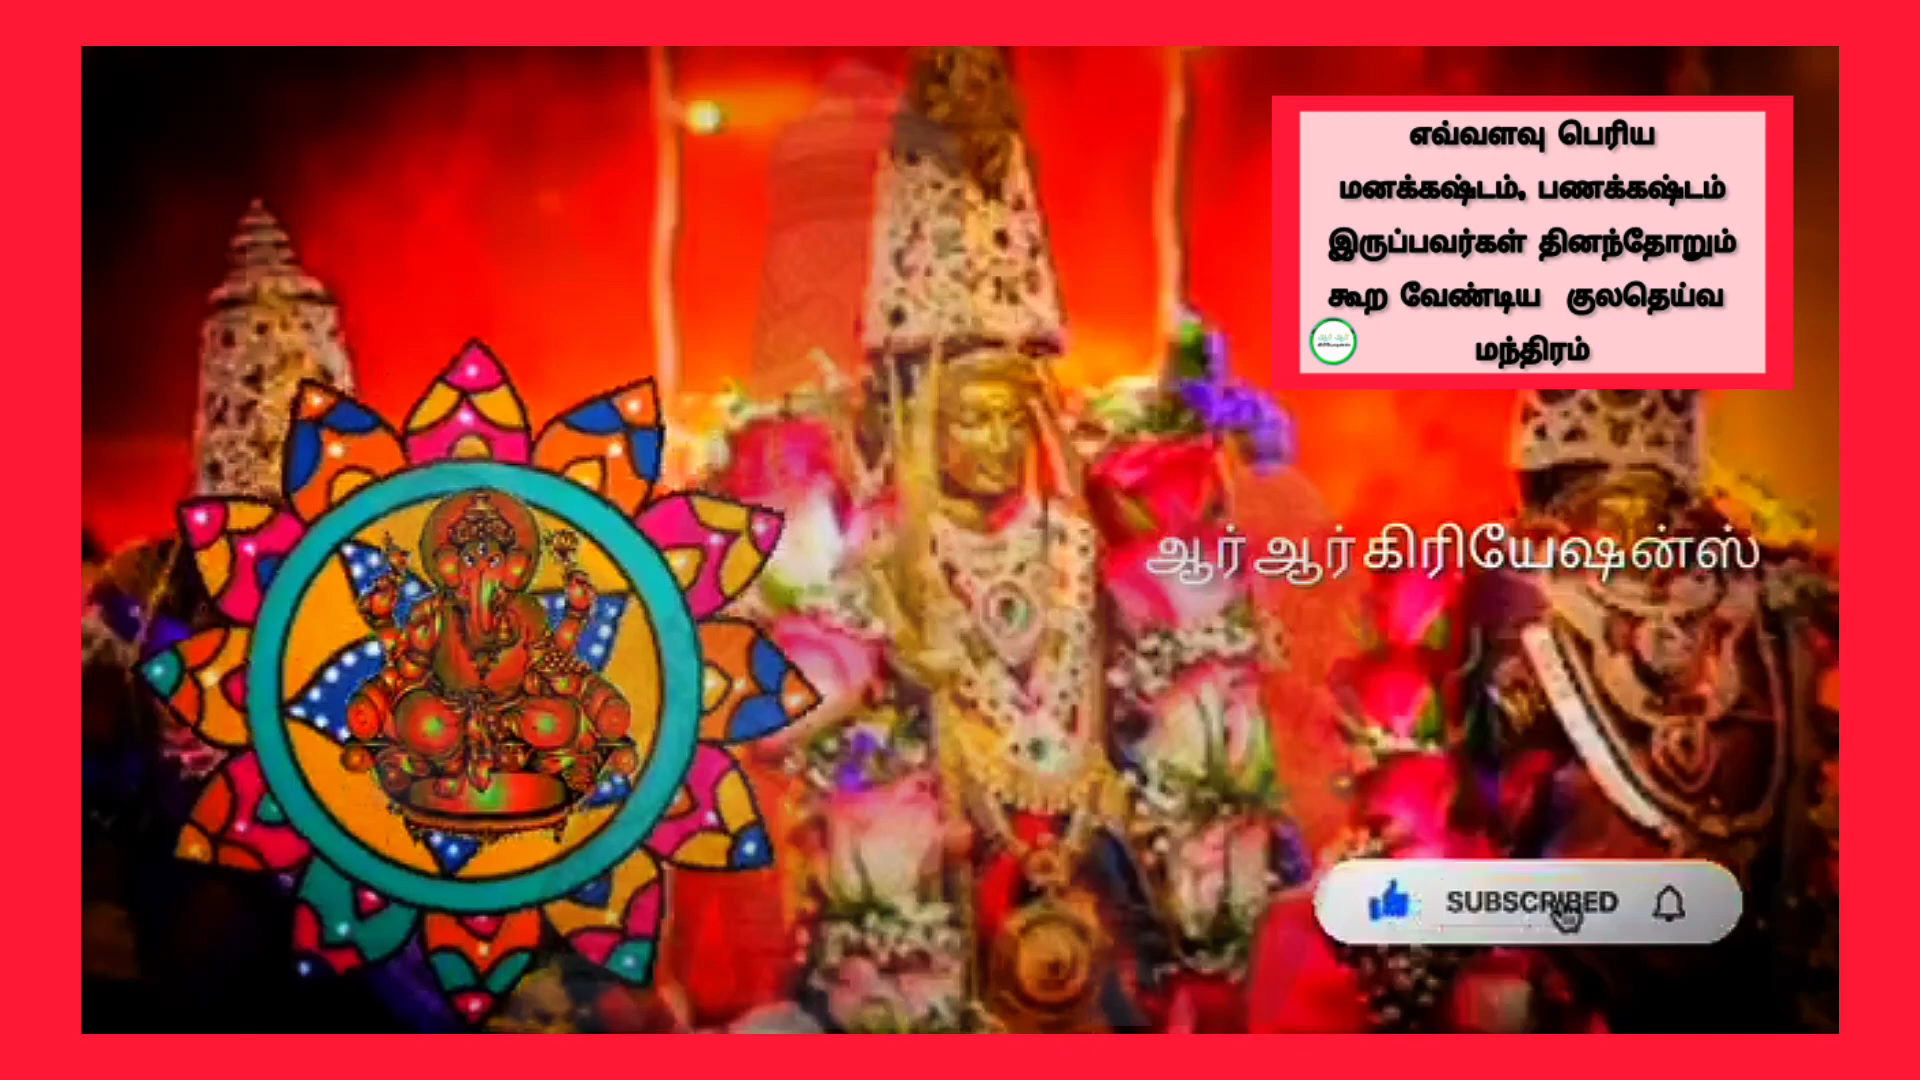 எவ்வளவு பெரிய
மனக்கஷ்டம், பணக்கஷ்டம்
இருப்பவர்கள் தினந்தோறும்
கூற வேண்டிய குலதெய்வ
மந்திரம்
ஆர் ஆர் கிரியேஷன்ஸ்
SUBSCRIBED